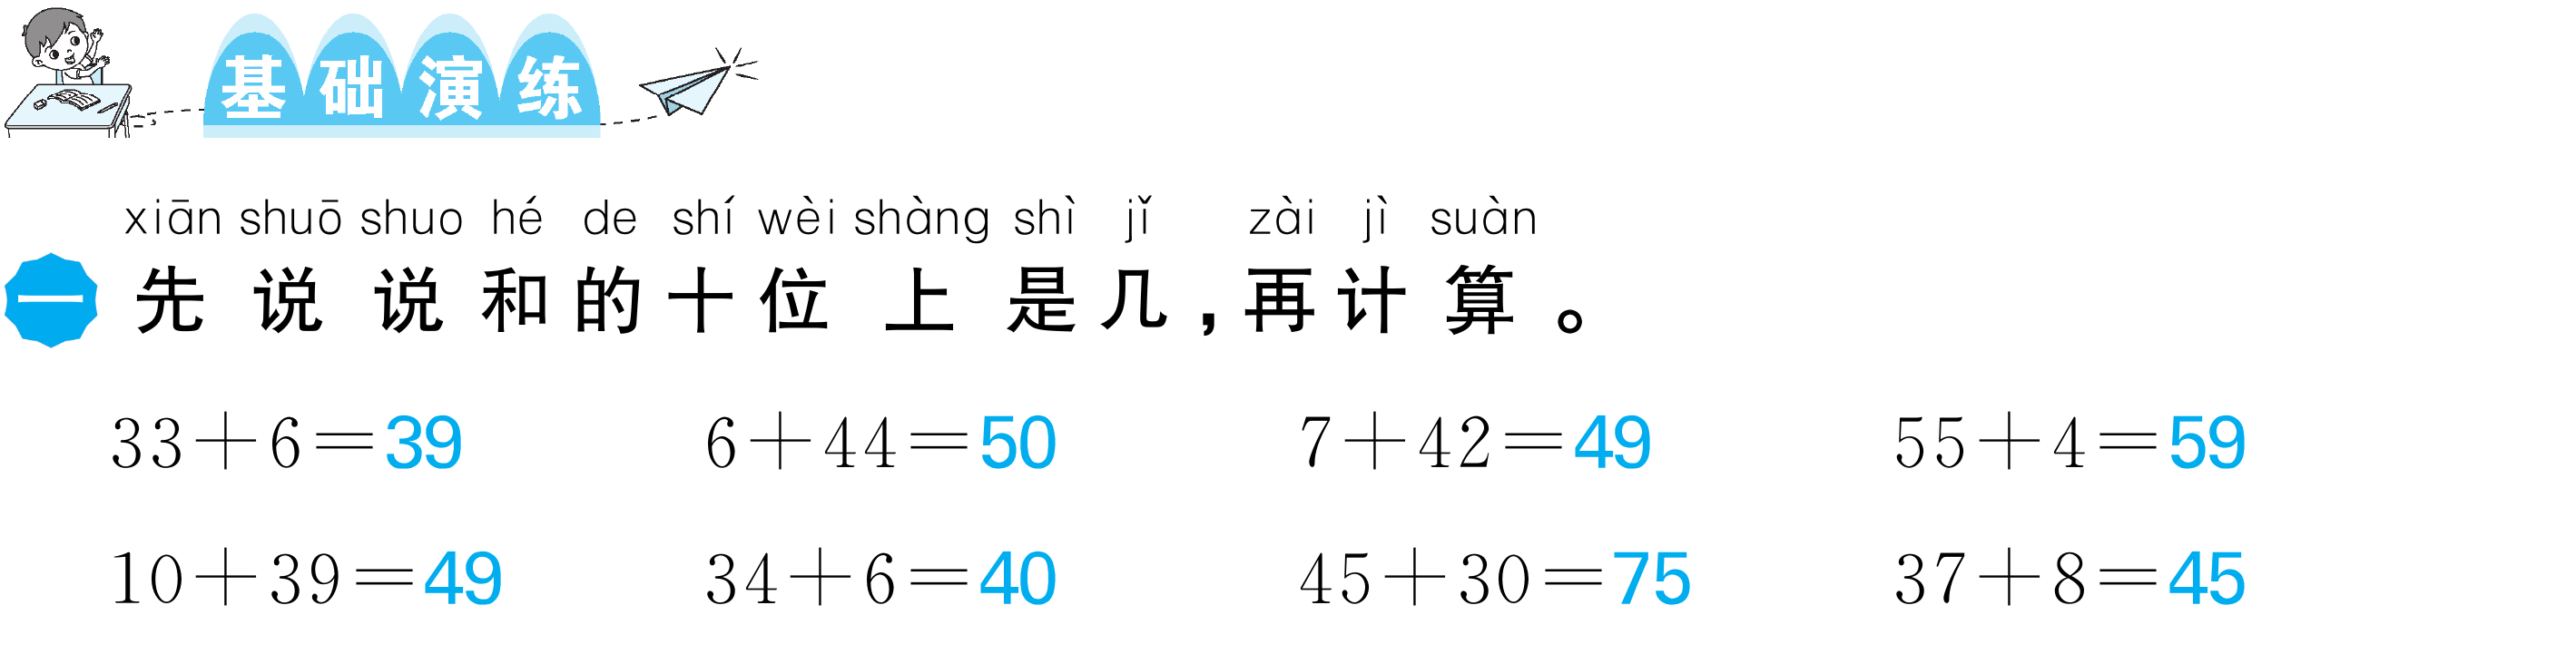 基础演练
xiān shuō shuo hé de shí wèi shàng shì jǐ zài jì suàn
一 先说说和的十位上是几，再计算。
33+6=39 6+44=50 7+42=49 55+4=59
10+39=49 34+6=40 45+30=75 37+8=45